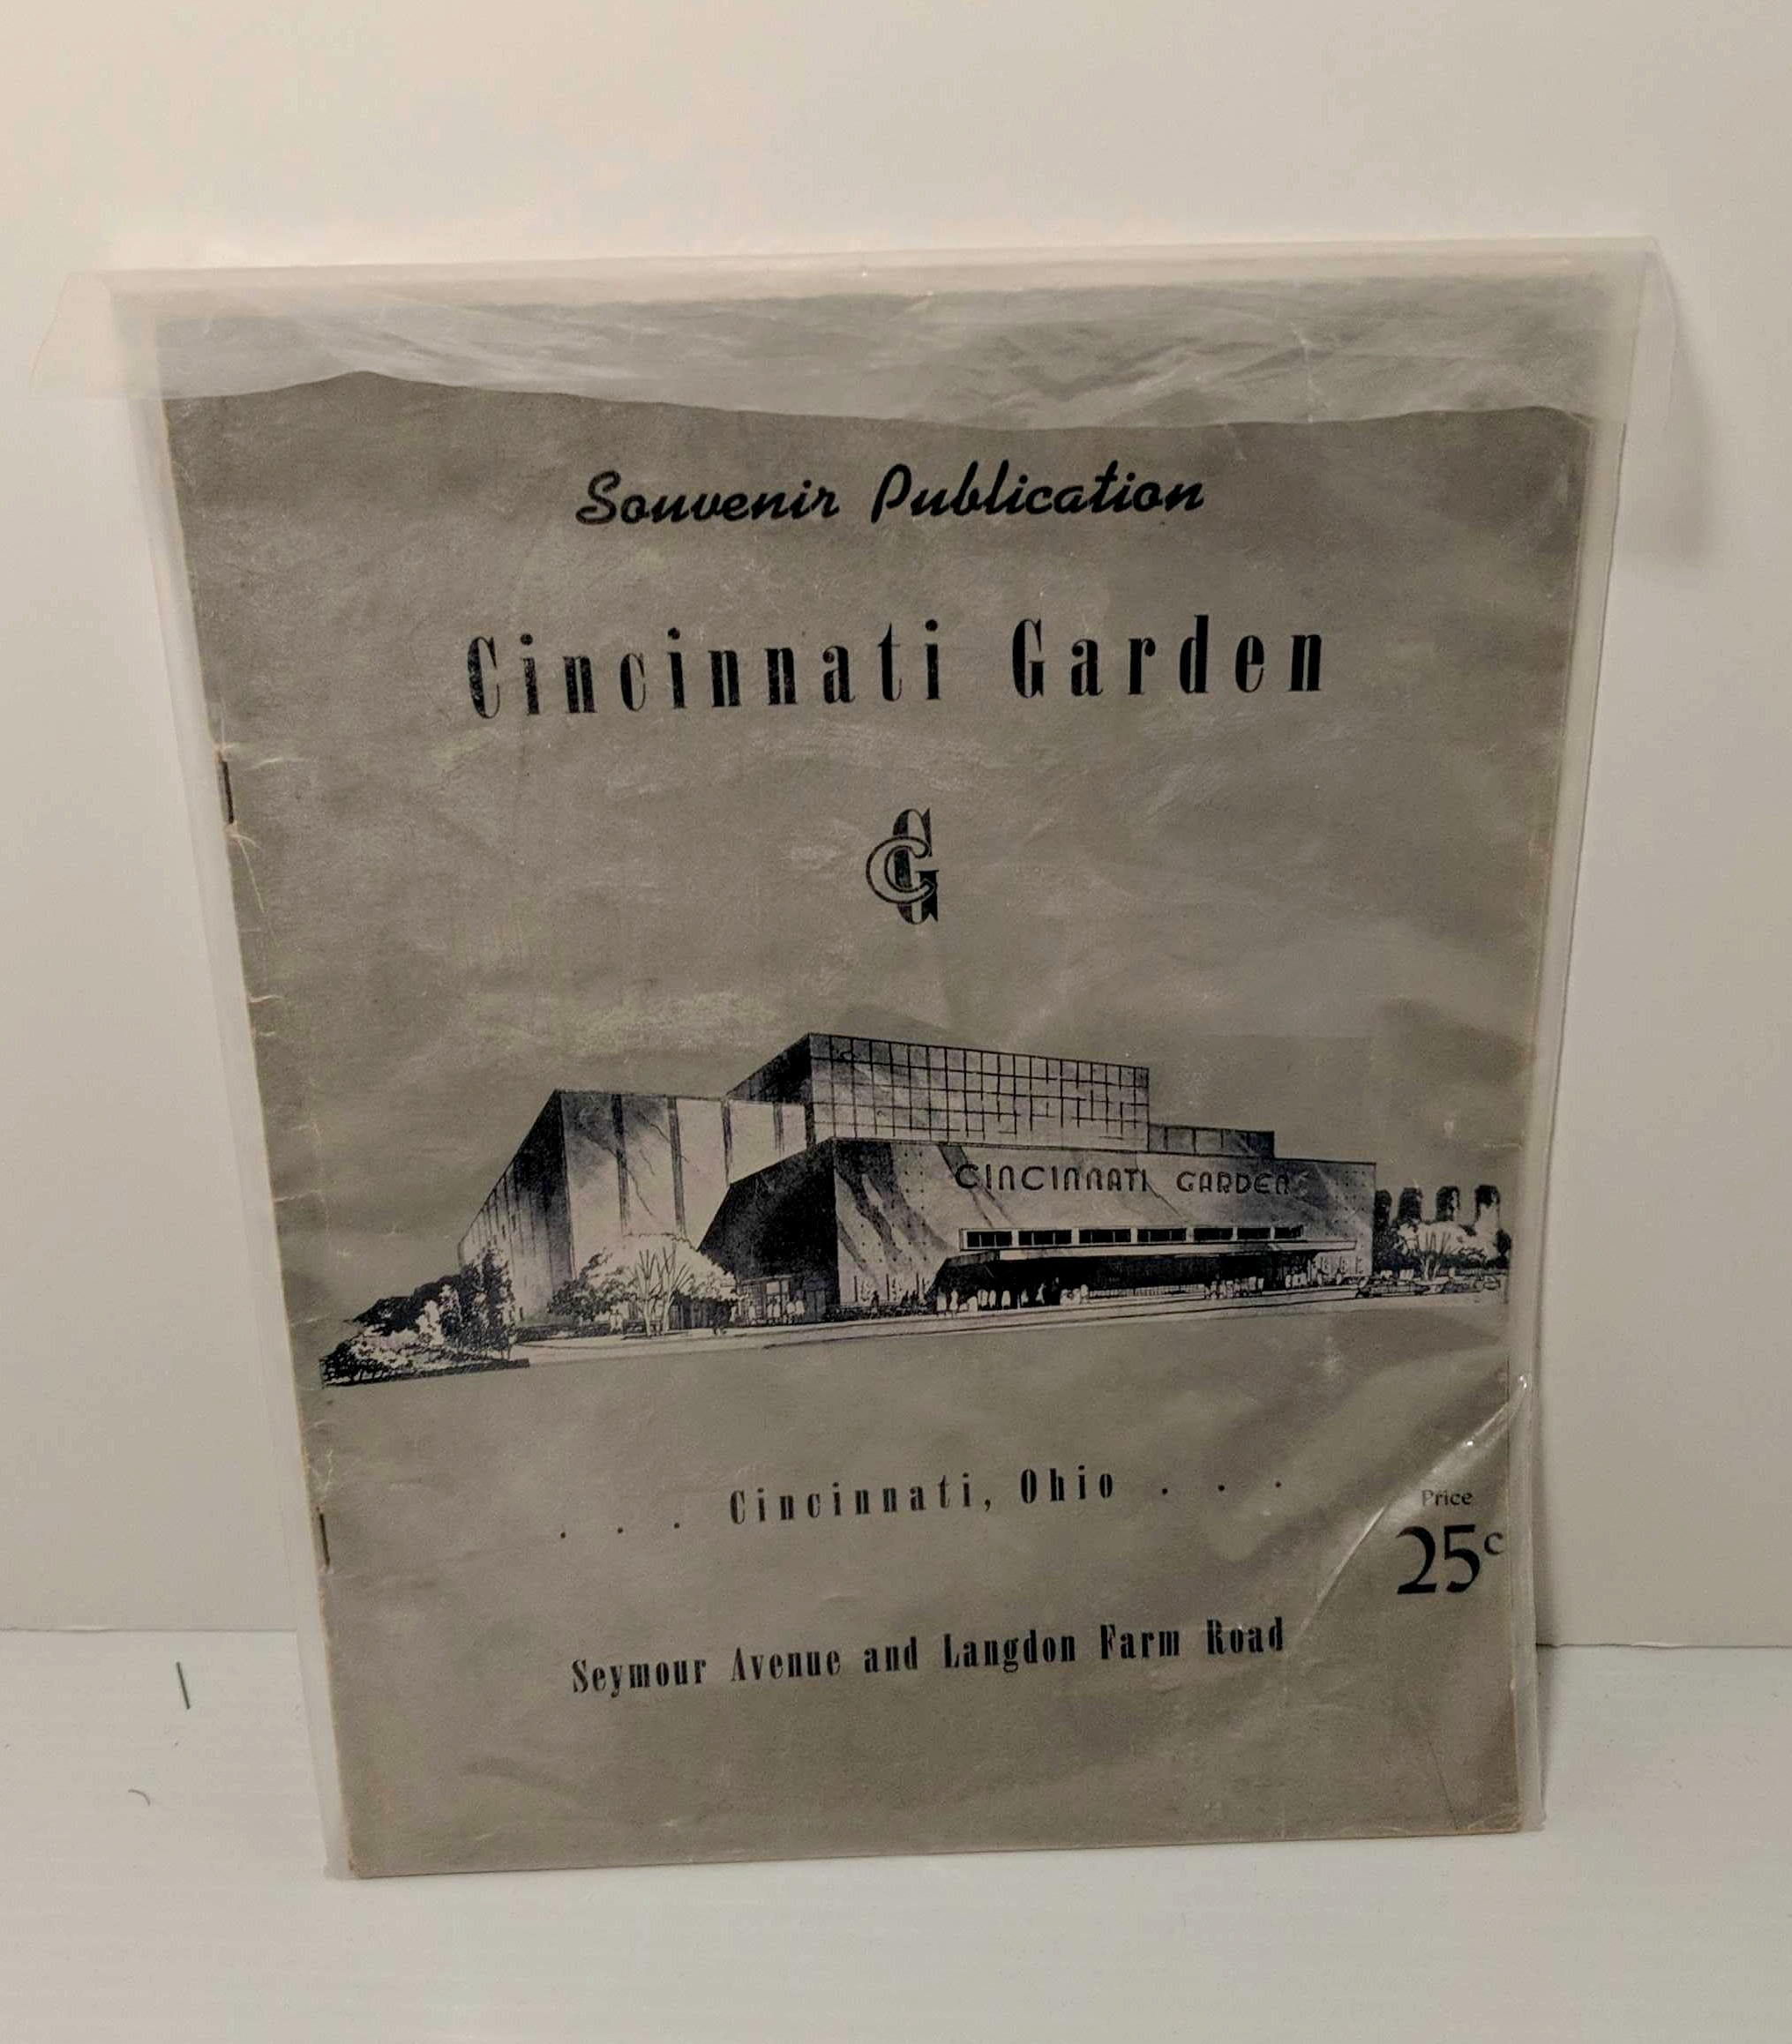 Souvenir Publication
Cincinnati Garden
CG
CINCINNATI GARDEN
. . . Cincinnati, Ohio . . .
Price
25c
Seymour Avenue and Langdon Farm Road